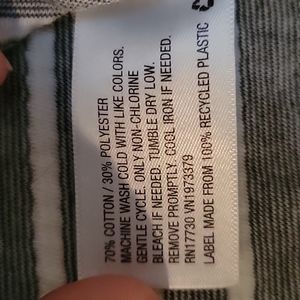 70% COTTON / 30% POLYESTER
MACHINE WASH COLD WITH LIKE COLORS.
GENTLE CYCLE. ONLY NON-CHLORINE
BLEACH IF NEEDED. TUMBLE DRY LOW.
REMOVE PROMPTLY. COOL IRON IF NEEDED.
RN17730 VN1973379
LABEL MADE FROM 100% RECYCLED PLASTIC